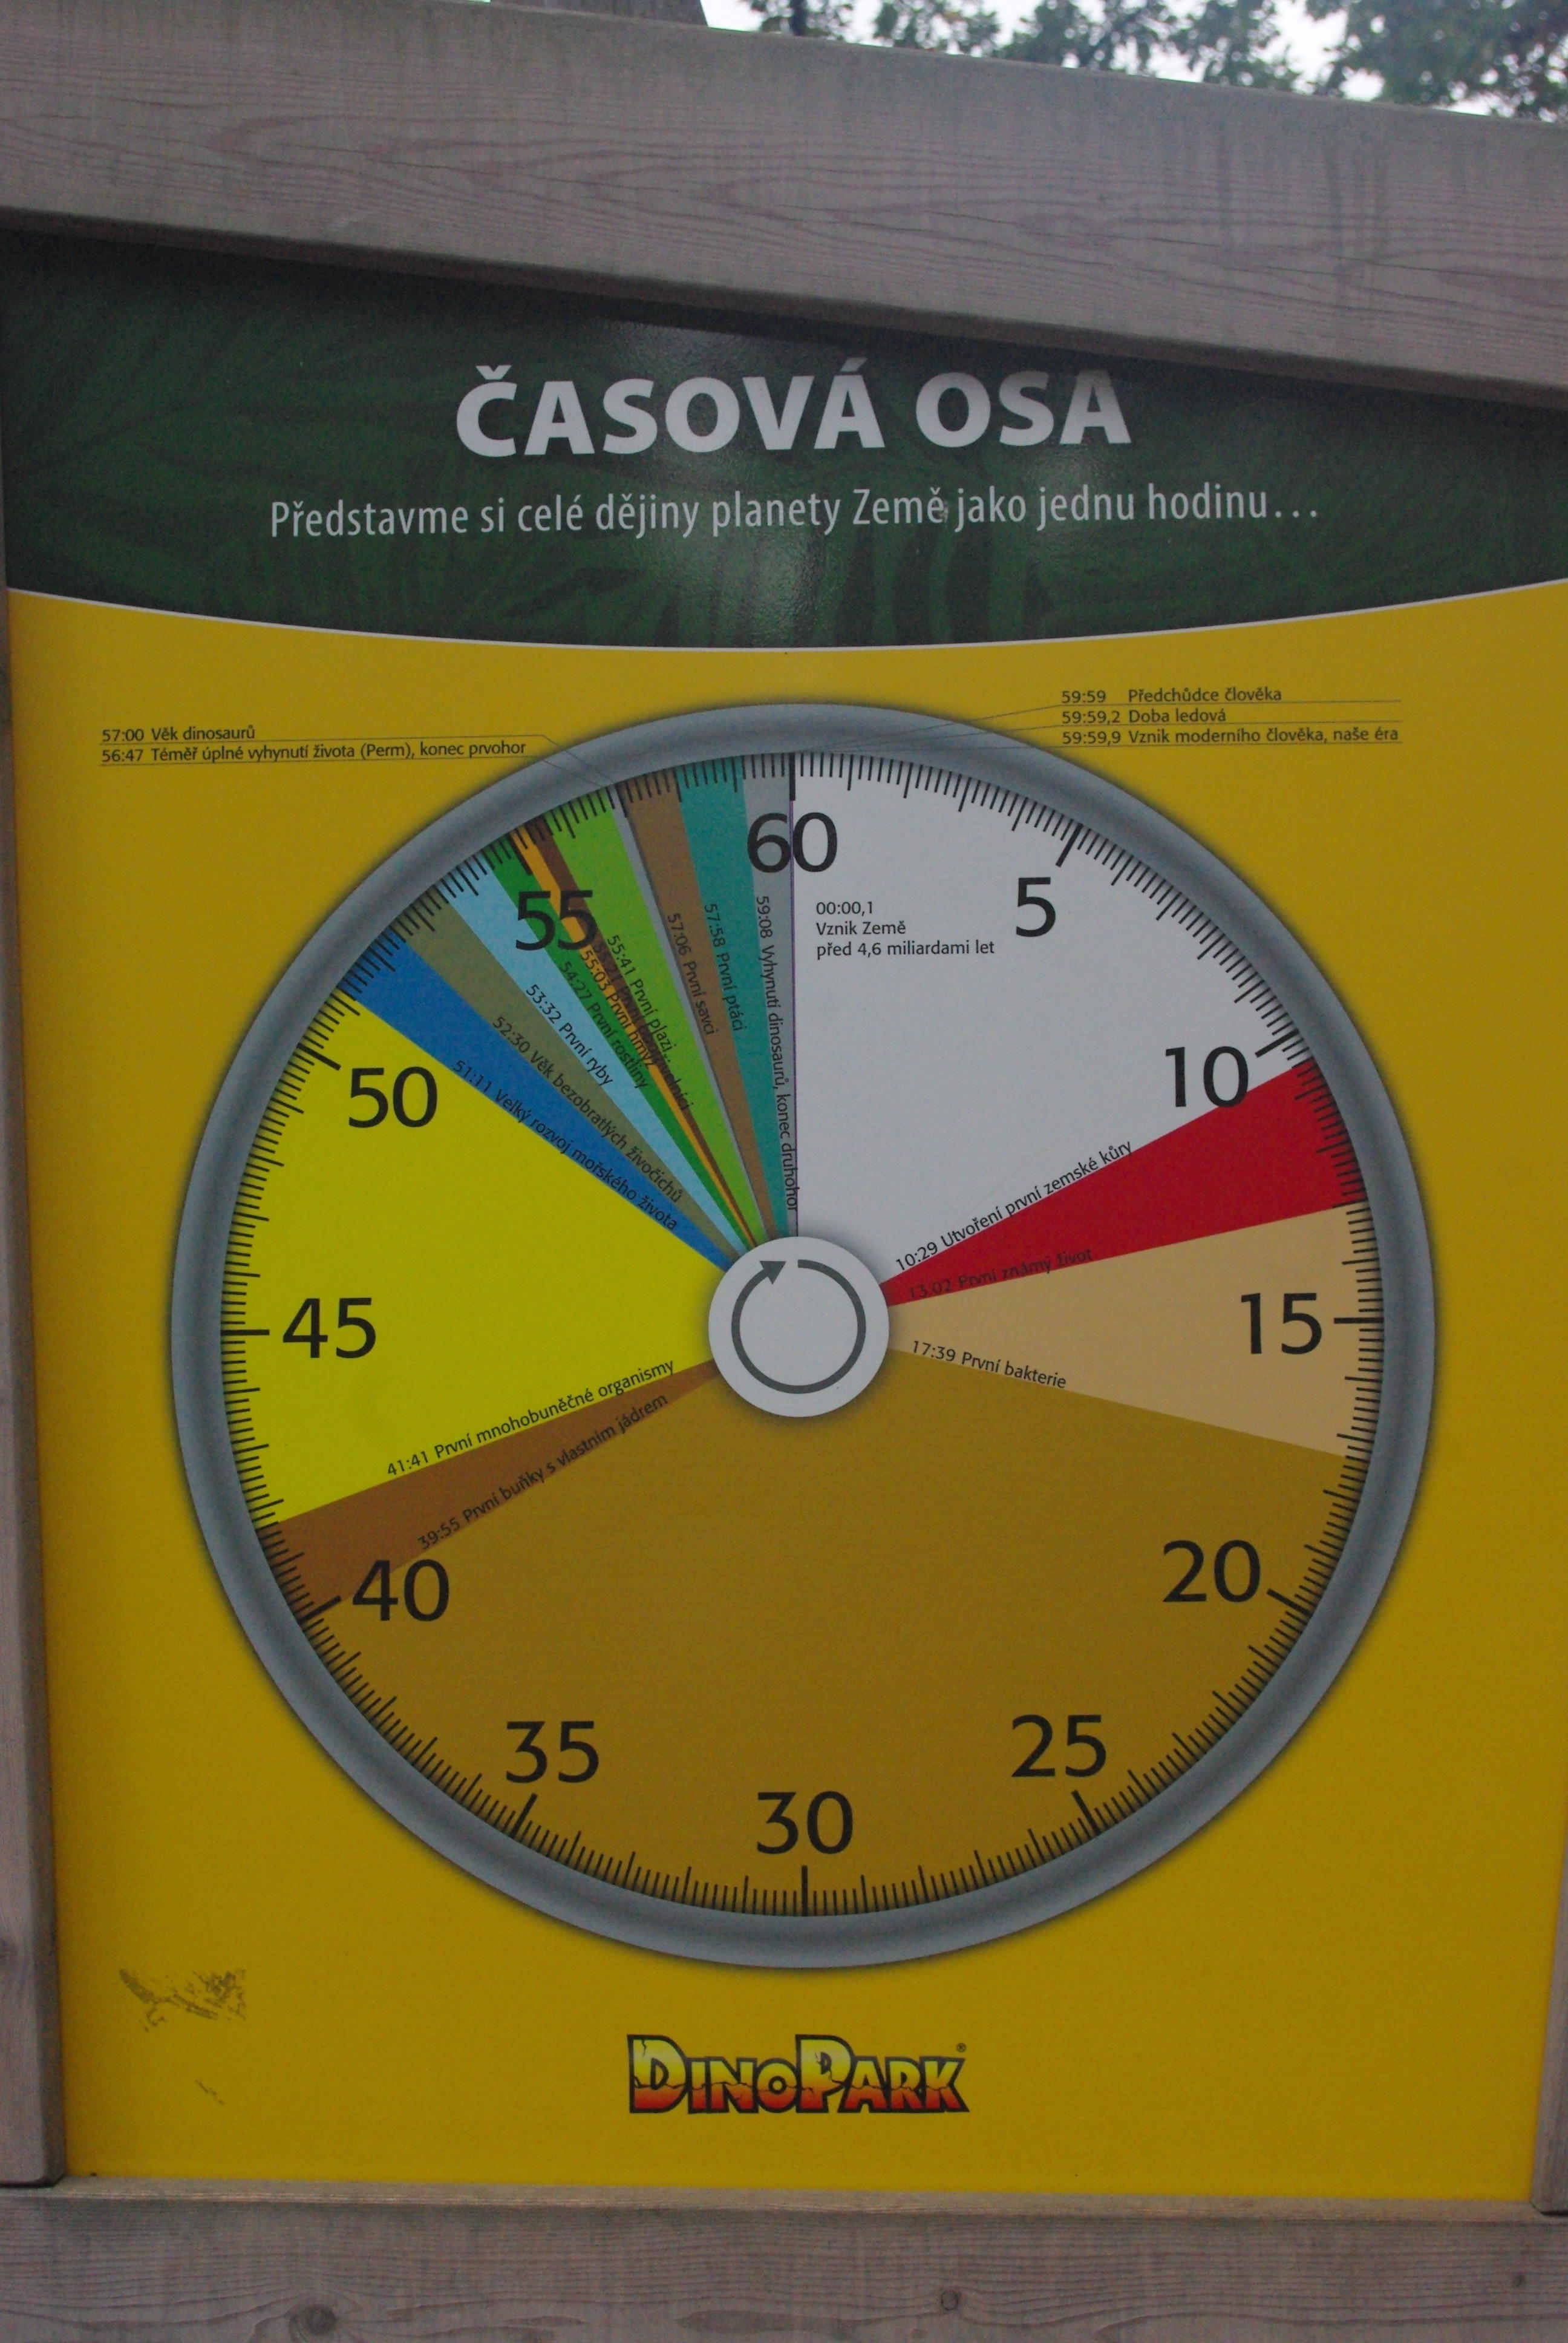 ČASOVÁ OSA
Představme si celé dějiny planety Země jako jednu hodinu...
59:59 Předchůdce člověka
59:59,2 Doba ledová
59:59,9 Vznik moderního člověka, naše éra
57:00 Věk dinosaurů
56:47 Téměř úplné vyhynutí života (Perm), konec prvohor
60
5
10
15
20
25
30
35
40
45
50
55
00:00,1
Vznik Země
před 4,6 miliardami let
10:29 Utvoření první zemské kůry
13:02 První známý život
17:39 První bakterie
39:55 První buňky s vlastním jádrem
41:41 První mnohobuněčné organismy
51:11 Velký rozvoj mořského života
52:30 Věk bezobratlých živočichů
53:32 První ryby
54:27 První rostliny
55:03 První hmyz
55:41 První plazi
57:06 První savci
57:58 První ptáci
59:08 Vyhynutí dinosaurů, konec druhohor
DINOPARK®